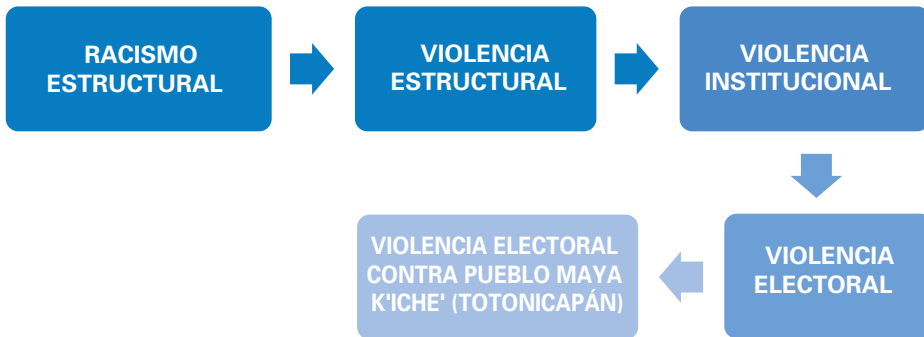 RACISMO
ESTRUCTURAL
VIOLENCIA
ESTRUCTURAL
VIOLENCIA
INSTITUCIONAL
VIOLENCIA
ELECTORAL
VIOLENCIA ELECTORAL
CONTRA PUEBLO MAYA
K'ICHE' (TOTONICAPÁN)